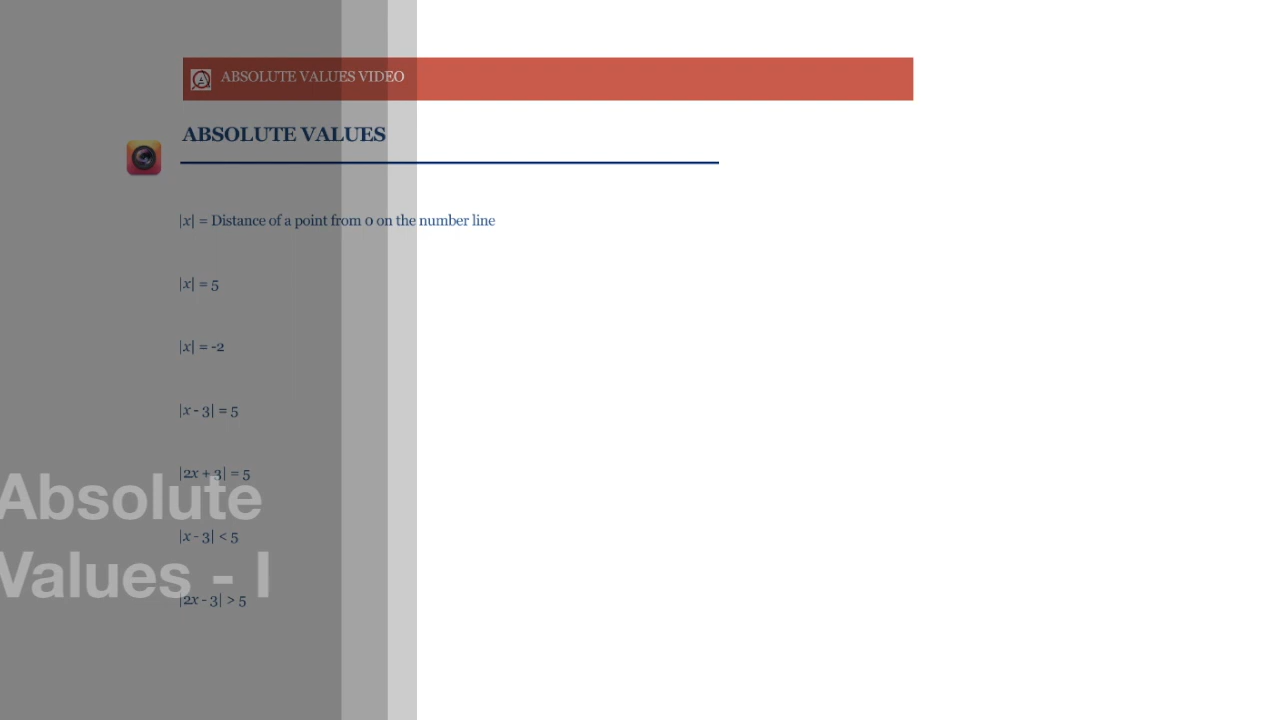 ABSOLUTE VALUES VIDEO
ABSOLUTE VALUES
|x| = Distance of a point from 0 on the number line
|x| = 5
|x| = -2
|x - 3| = 5
|2x + 3| = 5
|x - 3| < 5
|2x - 3| > 5
Absolute
Values - I